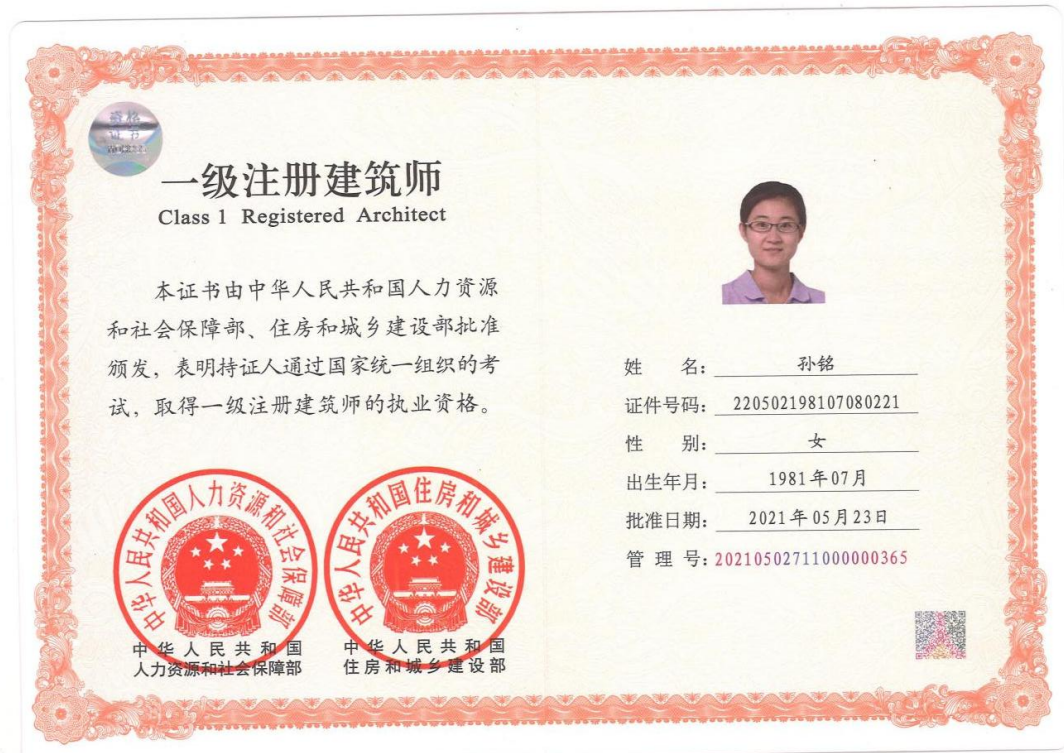 资格
证书
一级注册建筑师
Class 1 Registered Architect
本证书由中华人民共和国人力资源
和社会保障部、住房和城乡建设部批准
颁发，表明持证人通过国家统一组织的考
试，取得一级注册建筑师的执业资格。
中华人民共和国人力资源和社会保障部
中华人民共和国
人力资源和社会保障部
中华人民共和国住房和城乡建设部
中华人民共和国
住房和城乡建设部
姓 名：孙铭
证件号码：220502198107080221
性 别：女
出生年月：1981年07月
批准日期：2021年05月23日
管 理 号：20210502711000000365